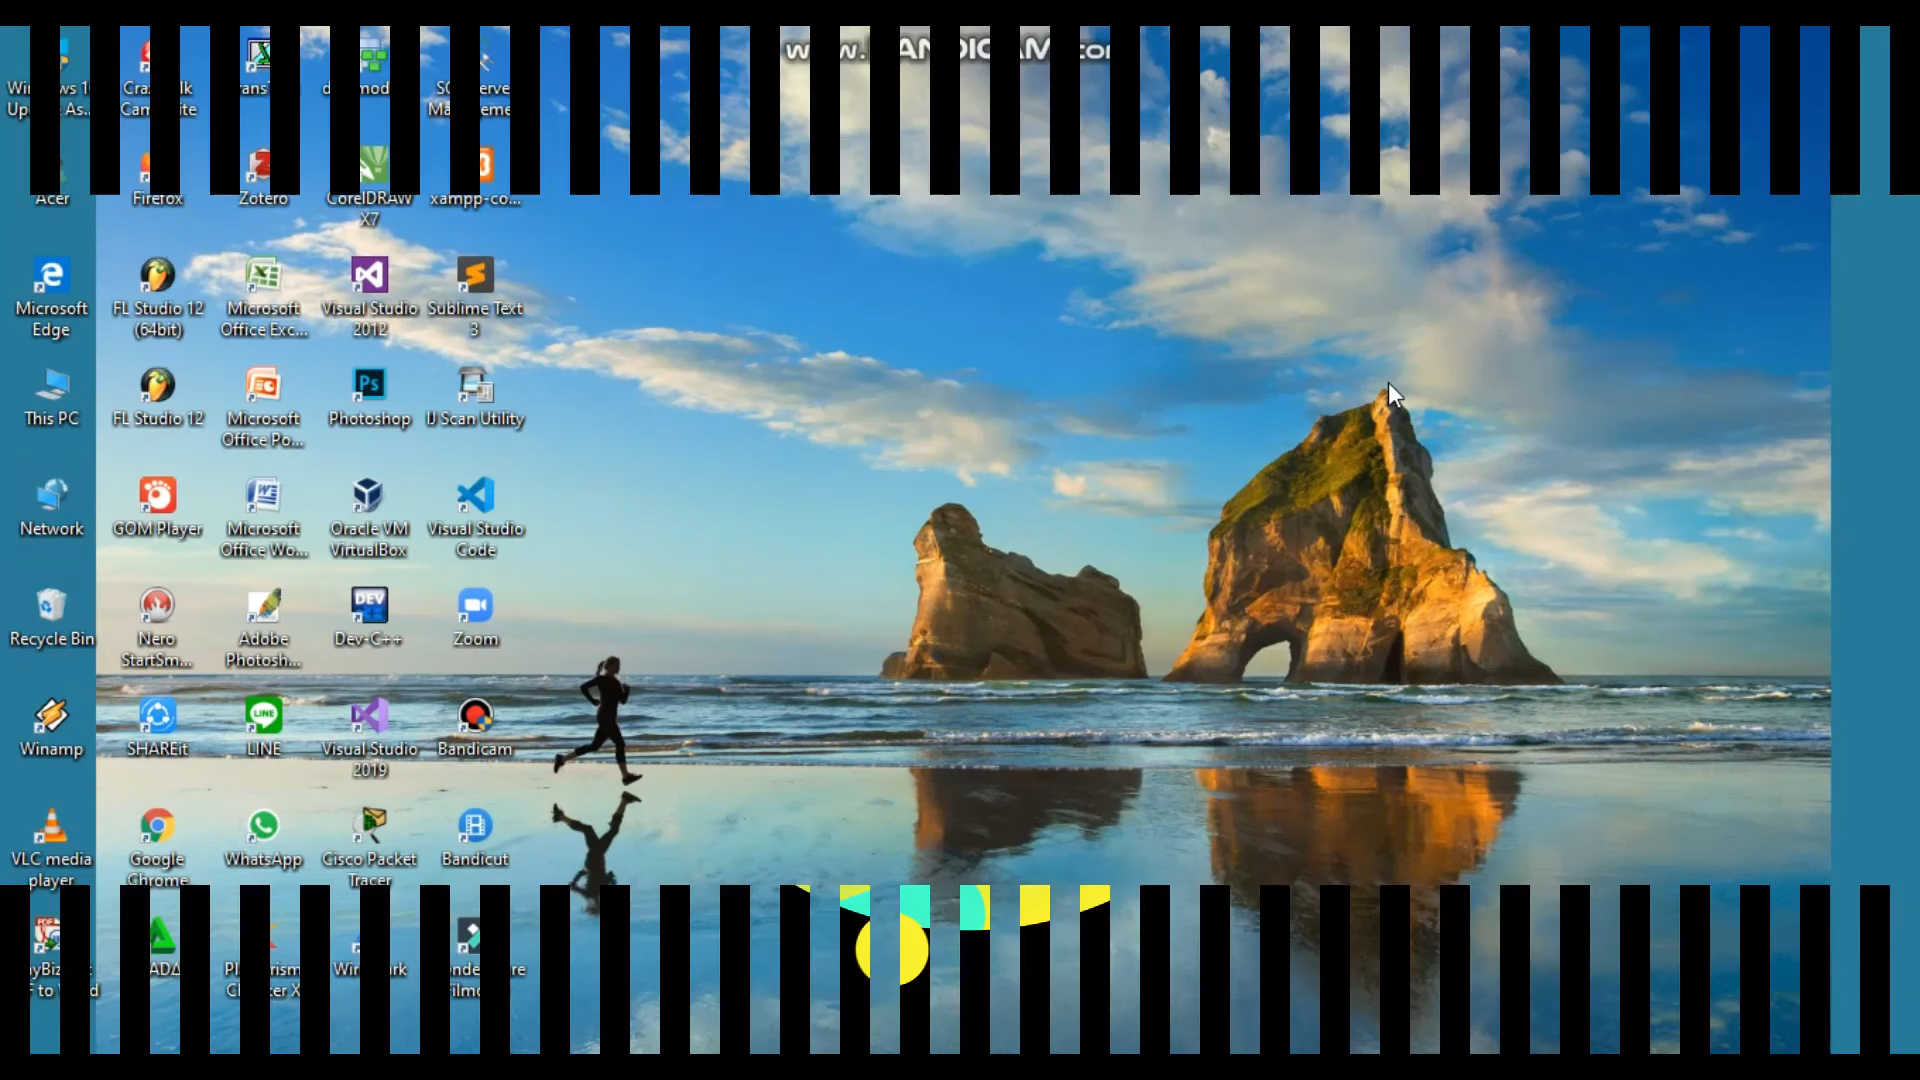 www.BANDICAM.com
Acer
Firefox
Zotero
CorelDRAW
X7
xampp-co...
Microsoft
Edge
FL Studio 12
(64bit)
Microsoft
Office Exc...
Visual Studio
2012
Sublime Text
3
This PC
FL Studio 12
Microsoft
Office Po...
Photoshop
IJ Scan Utility
Network
GOM Player
Microsoft
Office Wo...
Oracle VM
VirtualBox
Visual Studio
Code
Recycle Bin
Nero
StartSm...
Adobe
Photosh...
Dev-C++
Zoom
Winamp
SHAREit
LINE
Visual Studio
2019
Bandicam
VLC media
player
Google
Chrome
WhatsApp
Cisco Packet
Tracer
Bandicut